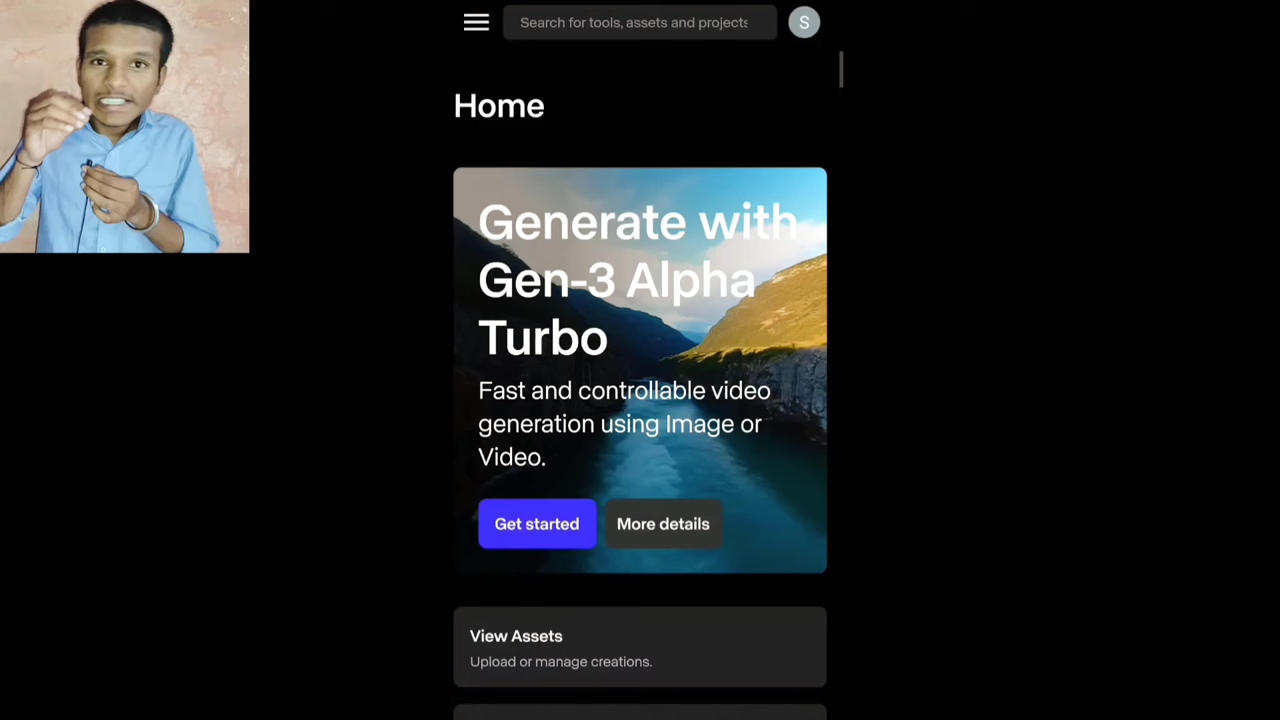 Search for tools, assets and projects
S
Home
Generate with
Gen-3 Alpha
Turbo
Fast and controllable video
generation using Image or
Video.
Get started
More details
View Assets
Upload or manage creations.